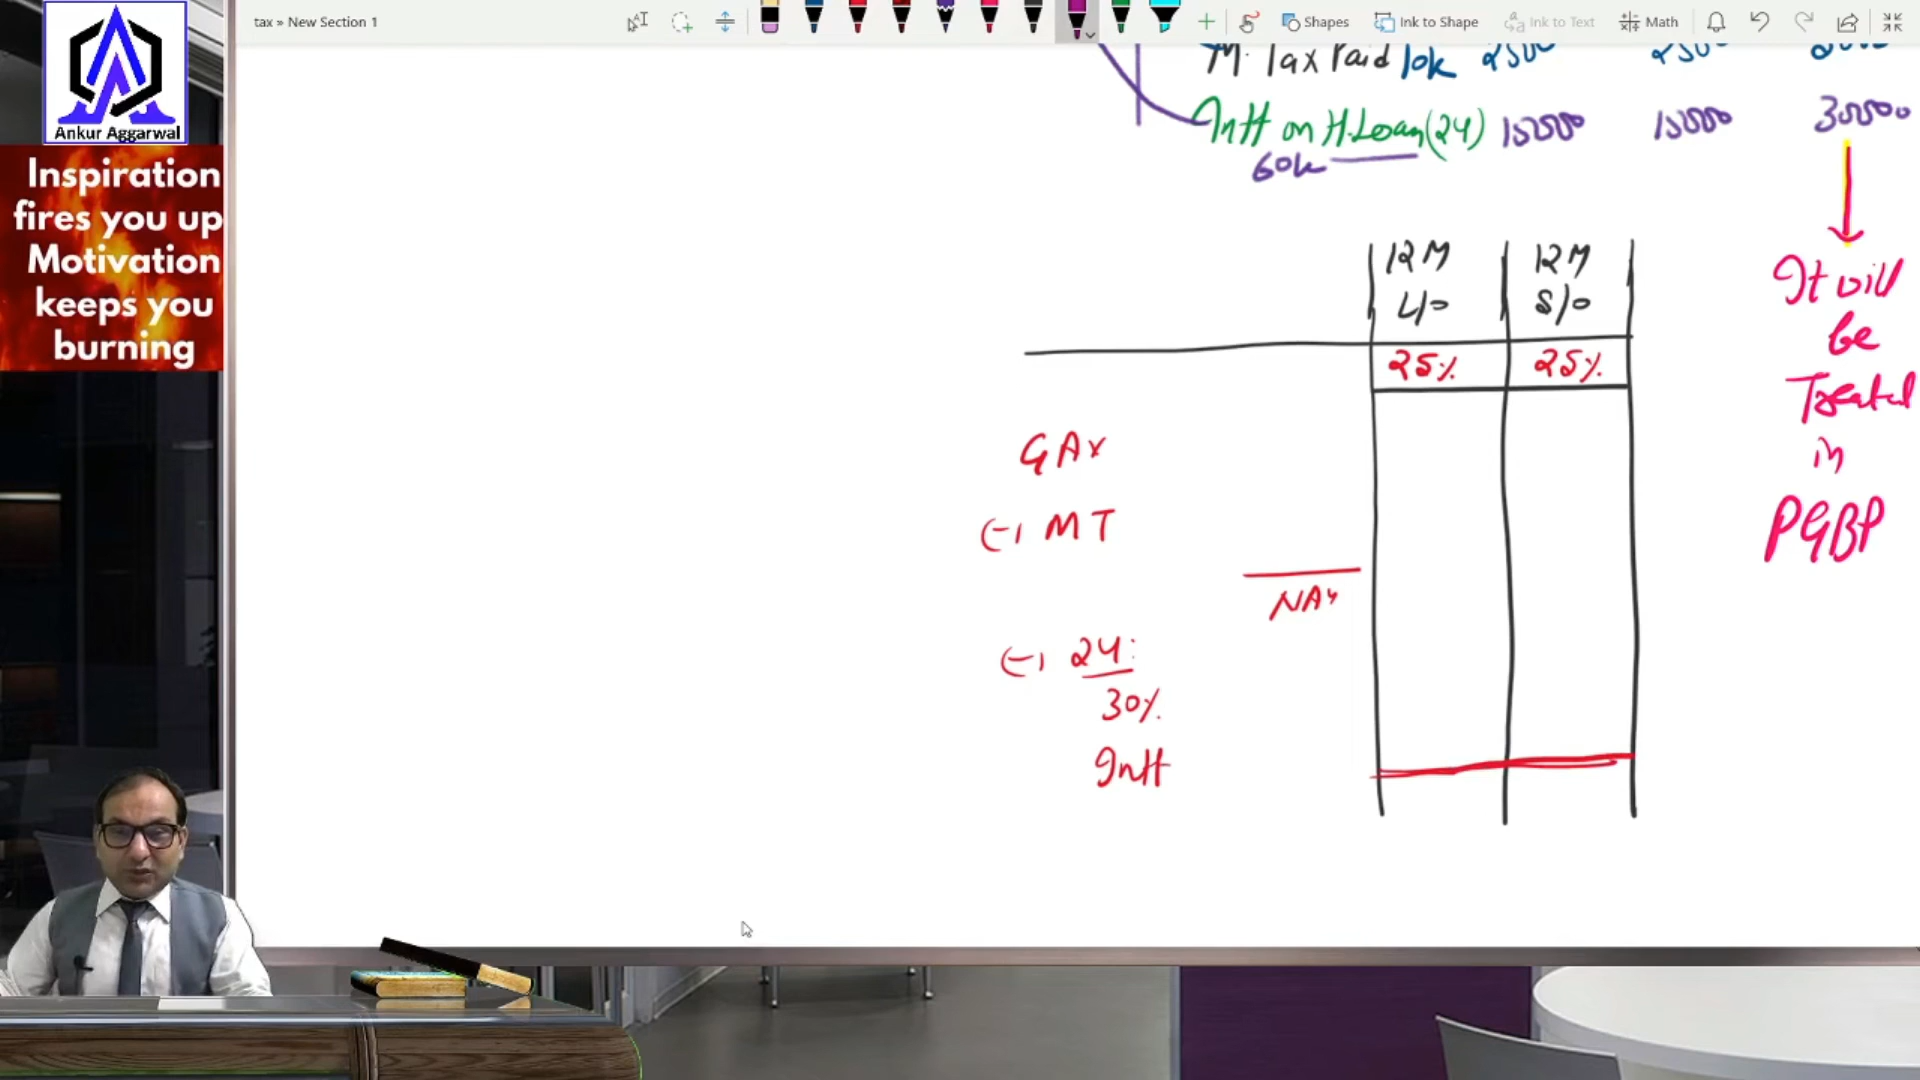 tax » New Section 1
Shapes
Ink to Shape
Ink to Text
Math
Ankur Aggarwal
Inspiration
fires you up
Motivation
keeps you
burning
M. Tax Paid 10k 2500 2500
Intt on H.Loan (24) 15000 15000 30000
60k
12M 12M
L/o S/o
25% 25%
GAV
(-) MT
NAV
(-) 24:
30%
Intt
It will
be
Treated
in
PGBP